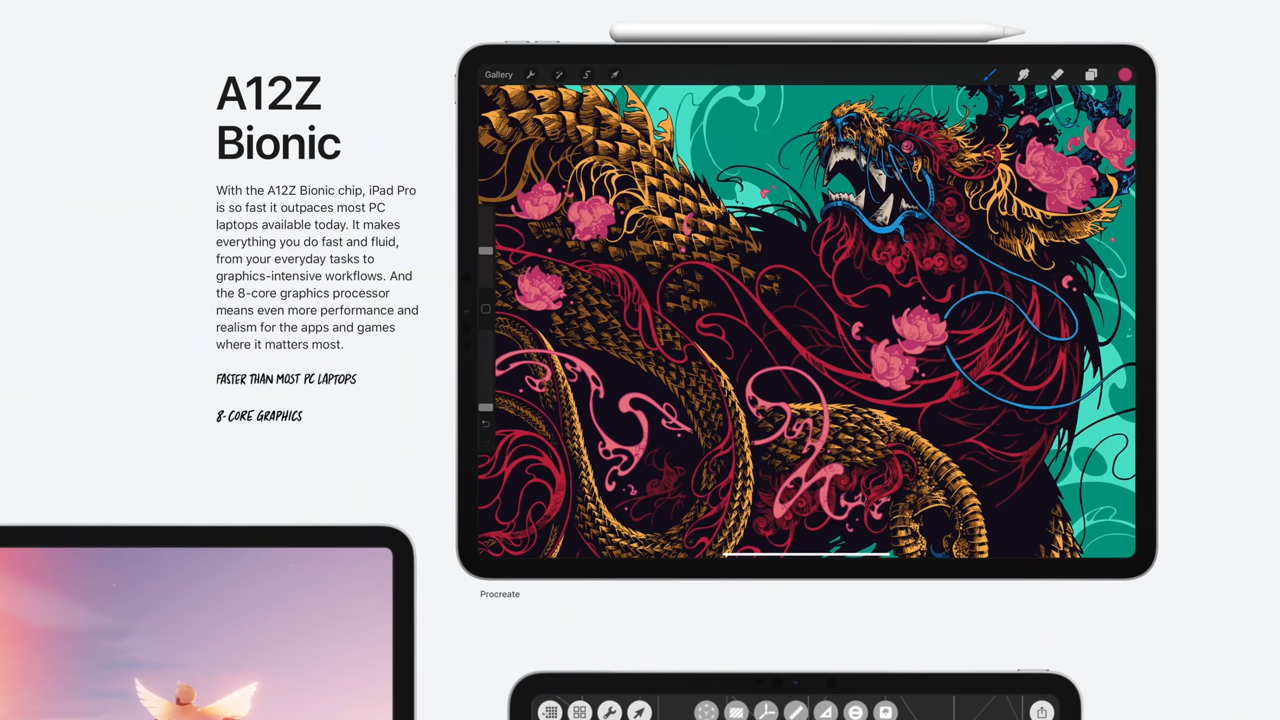 A12Z
Bionic
With the A12Z Bionic chip, iPad Pro
is so fast it outpaces most PC
laptops available today. It makes
everything you do fast and fluid,
from your everyday tasks to
graphics-intensive workflows. And
the 8-core graphics processor
means even more performance and
realism for the apps and games
where it matters most.
FASTER THAN MOST PC LAPTOPS
8-CORE GRAPHICS
Gallery
Procreate